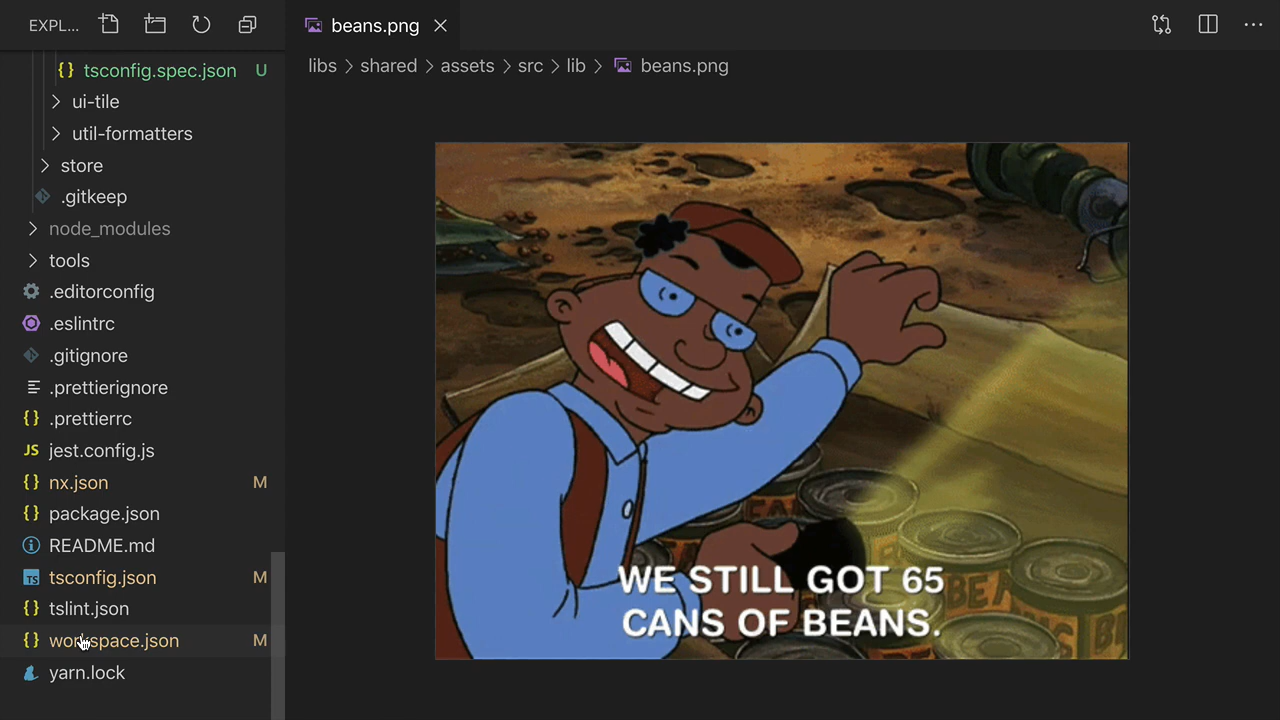 EXPL...
beans.png
libs > shared > assets > src > lib > beans.png
{} tsconfig.spec.json U
ui-tile
util-formatters
store
.gitkeep
node_modules
tools
.editorconfig
.eslintrc
.gitignore
.prettierignore
{} .prettierrc
JS jest.config.js
{} nx.json M
{} package.json
README.md
TS tsconfig.json M
{} tslint.json
{} workspace.json M
yarn.lock
WE STILL GOT 65
CANS OF BEANS.